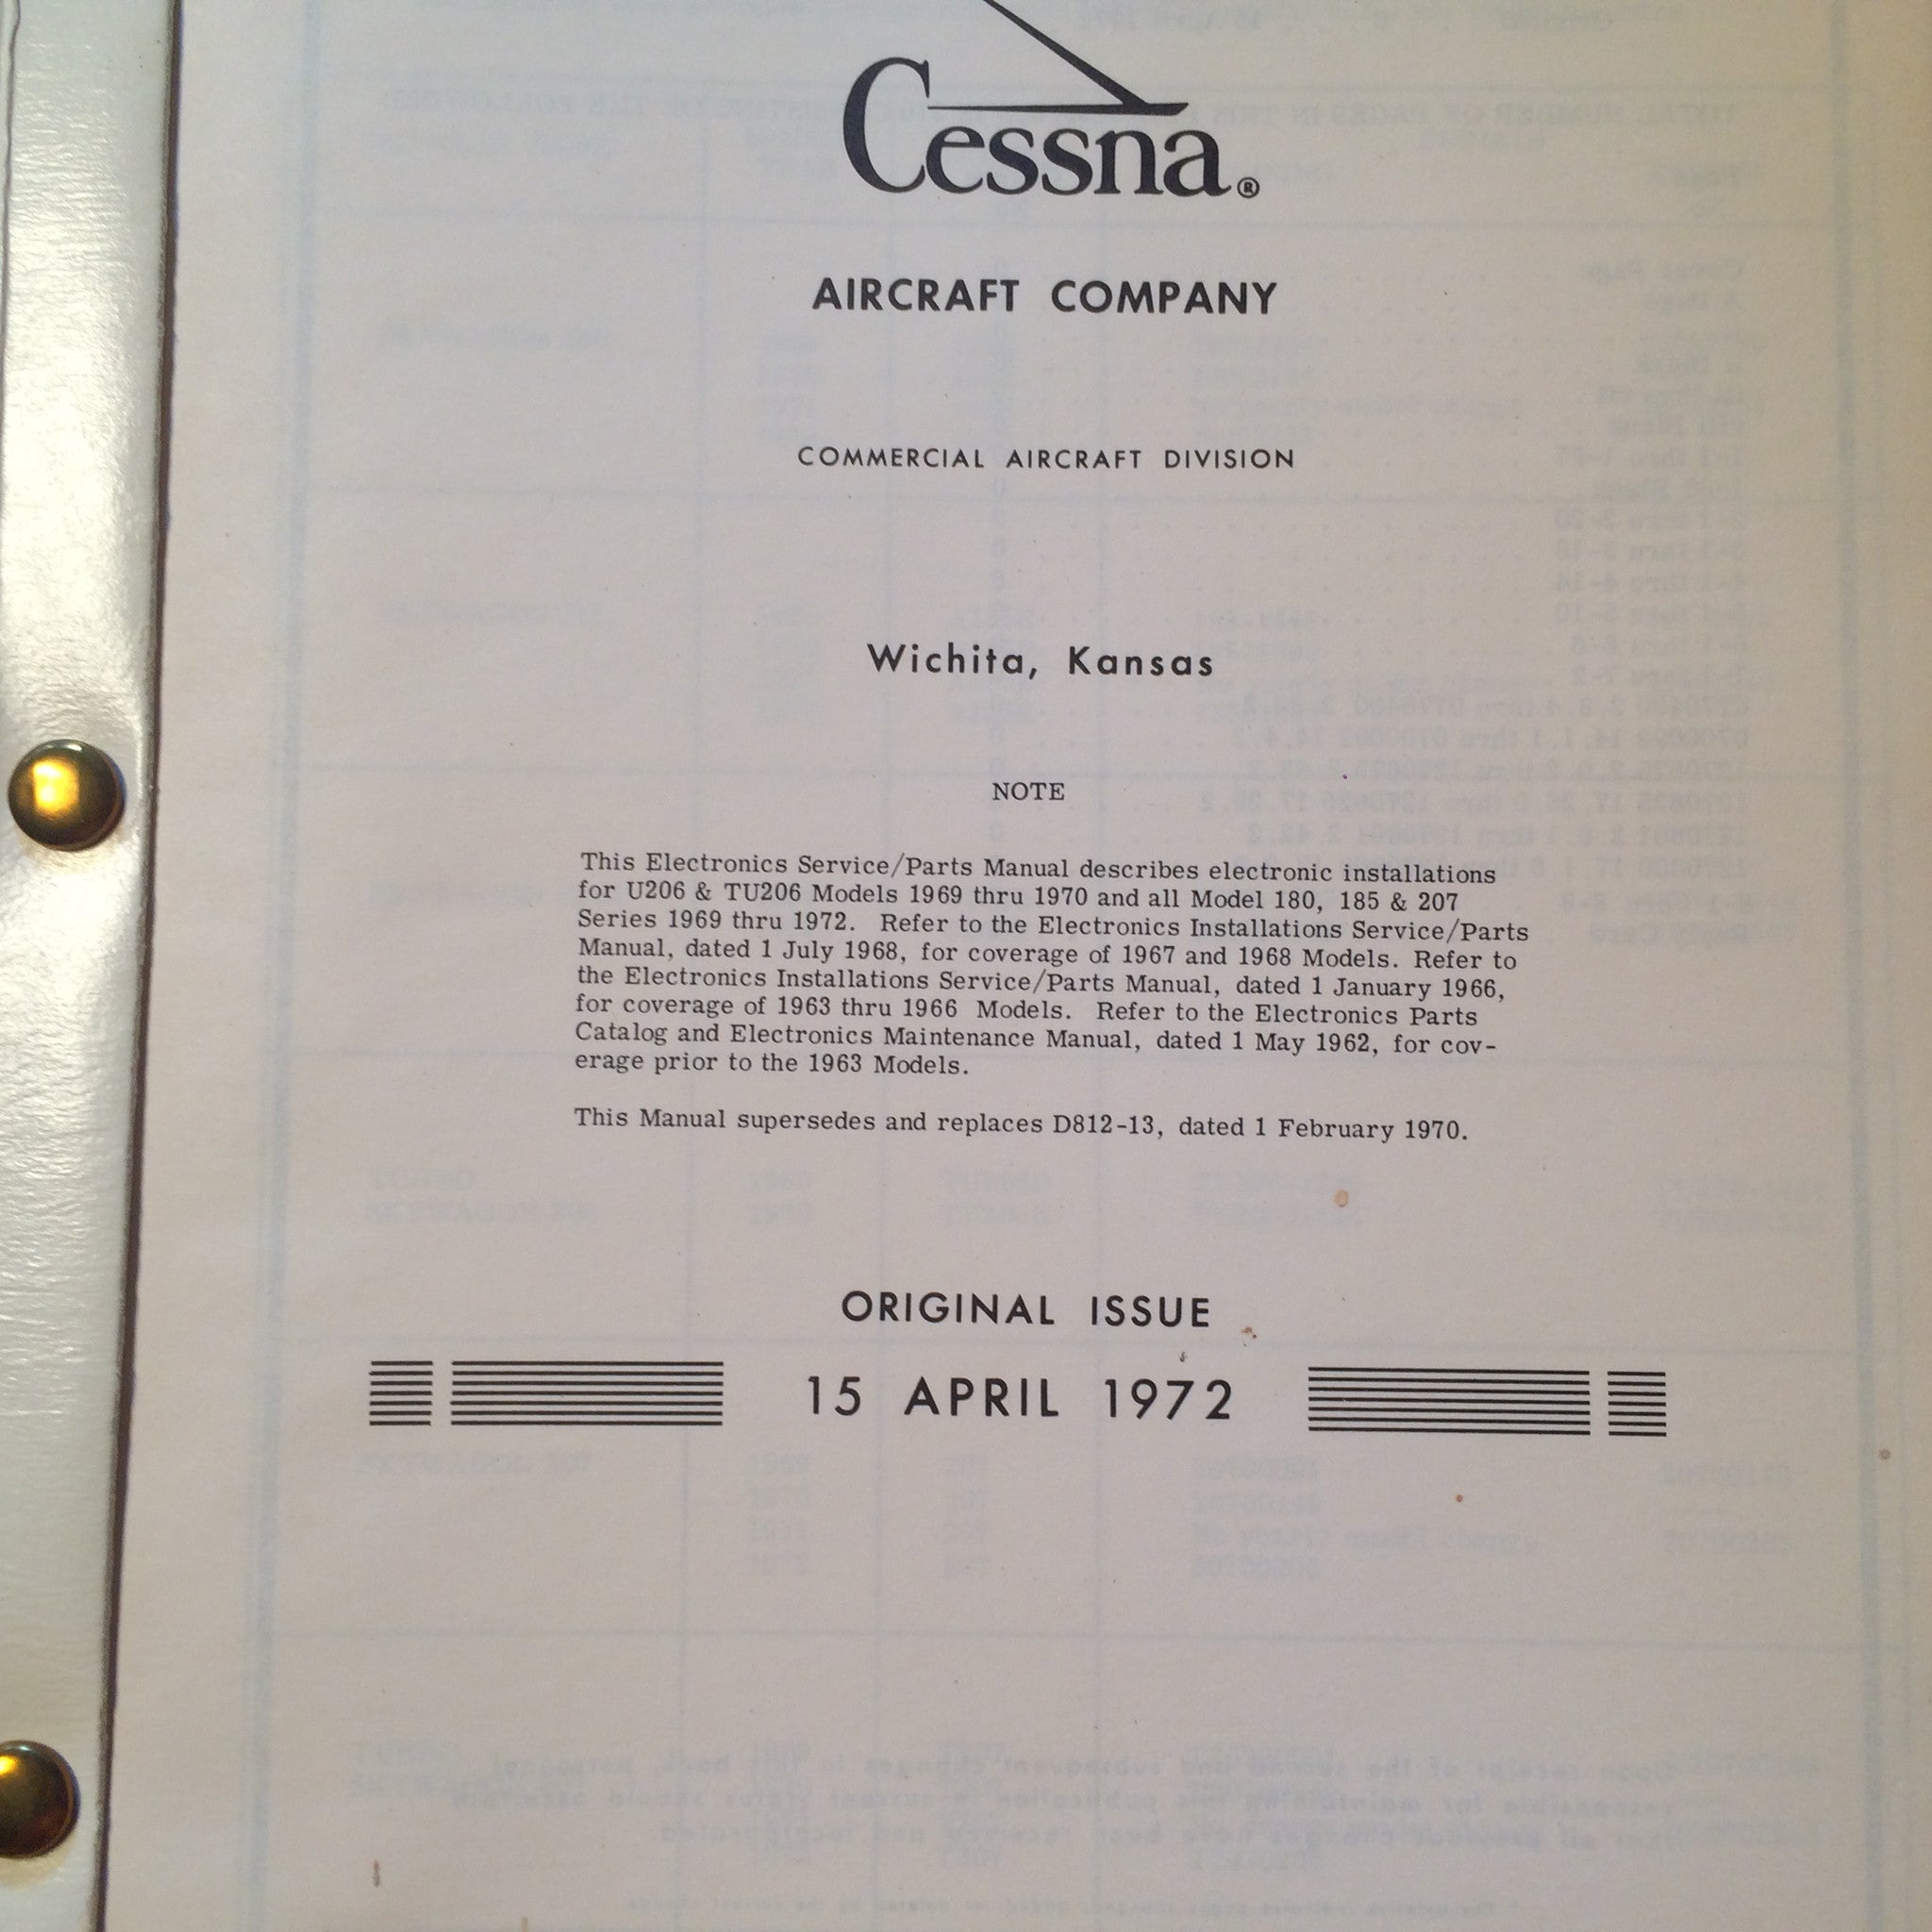 Cessna®
AIRCRAFT COMPANY
COMMERCIAL AIRCRAFT DIVISION
Wichita, Kansas
NOTE
This Electronics Service/Parts Manual describes electronic installations
for U206 & TU206 Models 1969 thru 1970 and all Model 180, 185 & 207
Series 1969 thru 1972. Refer to the Electronics Installations Service/Parts
Manual, dated 1 July 1968, for coverage of 1967 and 1968 Models. Refer to
the Electronics Installations Service/Parts Manual, dated 1 January 1966,
for coverage of 1963 thru 1966 Models. Refer to the Electronics Parts
Catalog and Electronics Maintenance Manual, dated 1 May 1962, for cov-
erage prior to the 1963 Models.
This Manual supersedes and replaces D812-13, dated 1 February 1970.
ORIGINAL ISSUE
15 APRIL 1972